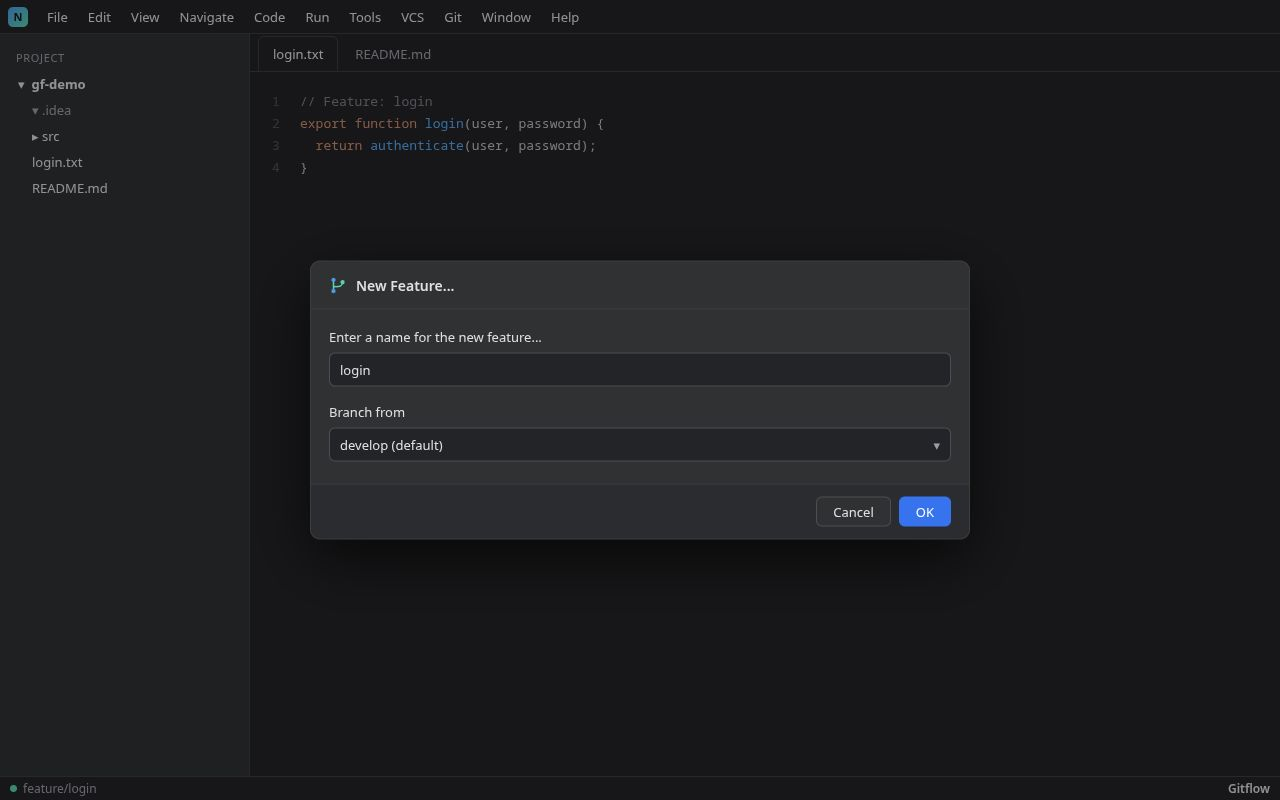 N File Edit View Navigate Code Run Tools VCS Git Window Help
PROJECT
▾ gf-demo
▾ .idea
▸ src
login.txt
README.md
login.txt README.md
1 // Feature: login
2 export function login(user, password) {
3 return authenticate(user, password);
4 }
New Feature...
Enter a name for the new feature...
login
Branch from
develop (default) ▾
Cancel OK
feature/login Gitflow